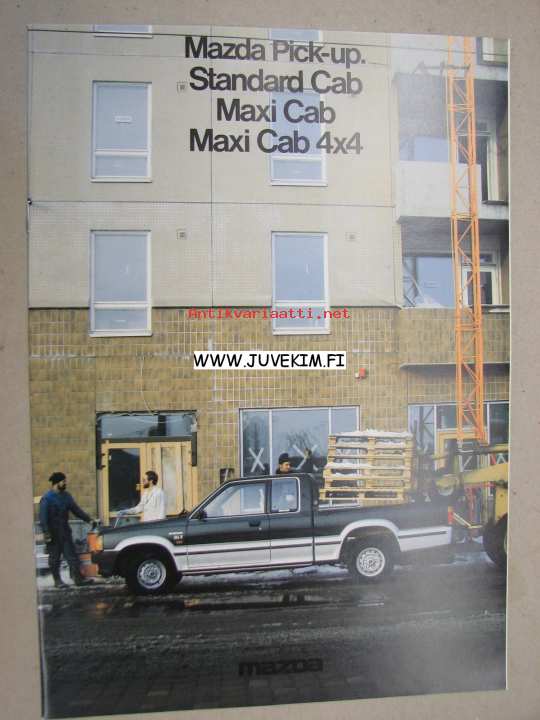 Mazda Pick-up.
Standard Cab
Maxi Cab
Maxi Cab 4x4
Antikvariaatti.net
WWW.JUVEKIM.FI
mazda